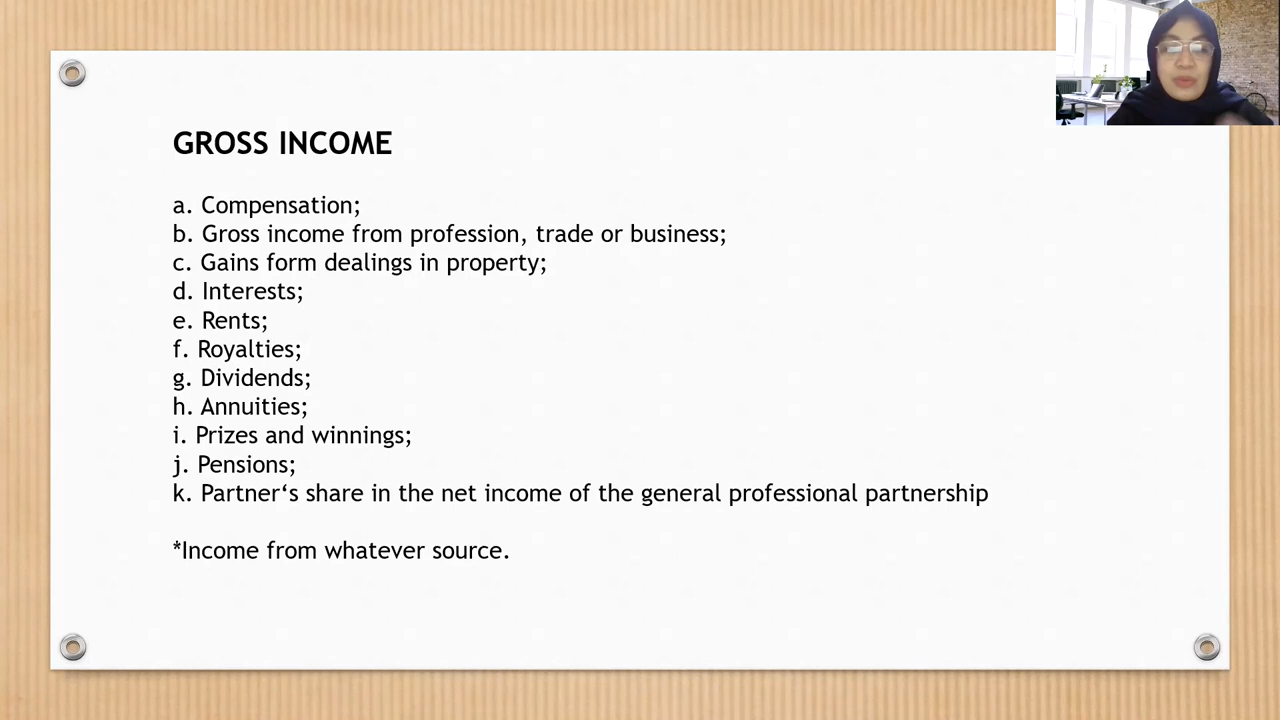 GROSS INCOME
a. Compensation;
b. Gross income from profession, trade or business;
c. Gains form dealings in property;
d. Interests;
e. Rents;
f. Royalties;
g. Dividends;
h. Annuities;
i. Prizes and winnings;
j. Pensions;
k. Partner‘s share in the net income of the general professional partnership
*Income from whatever source.